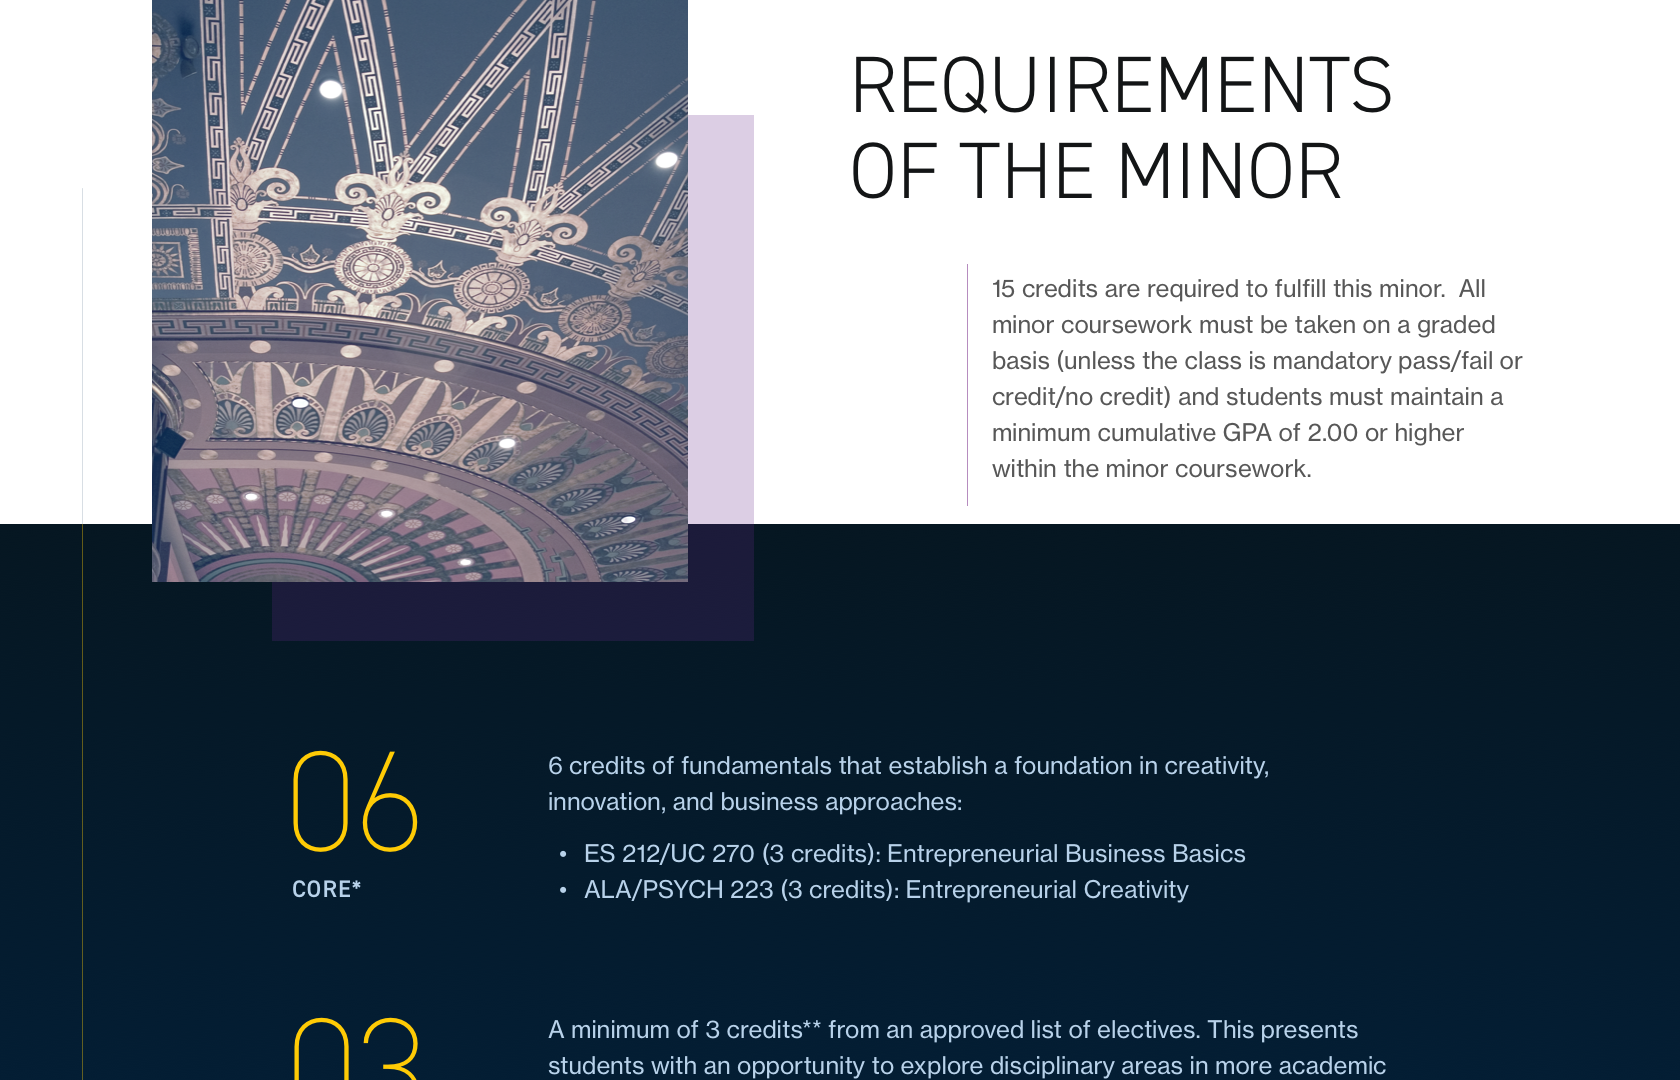 REQUIREMENTS
OF THE MINOR
15 credits are required to fulfill this minor.  All
minor coursework must be taken on a graded
basis (unless the class is mandatory pass/fail or
credit/no credit) and students must maintain a
minimum cumulative GPA of 2.00 or higher
within the minor coursework.
06
CORE*
6 credits of fundamentals that establish a foundation in creativity,
innovation, and business approaches:
• ES 212/UC 270 (3 credits): Entrepreneurial Business Basics
• ALA/PSYCH 223 (3 credits): Entrepreneurial Creativity
03
A minimum of 3 credits** from an approved list of electives. This presents
students with an opportunity to explore disciplinary areas in more academic